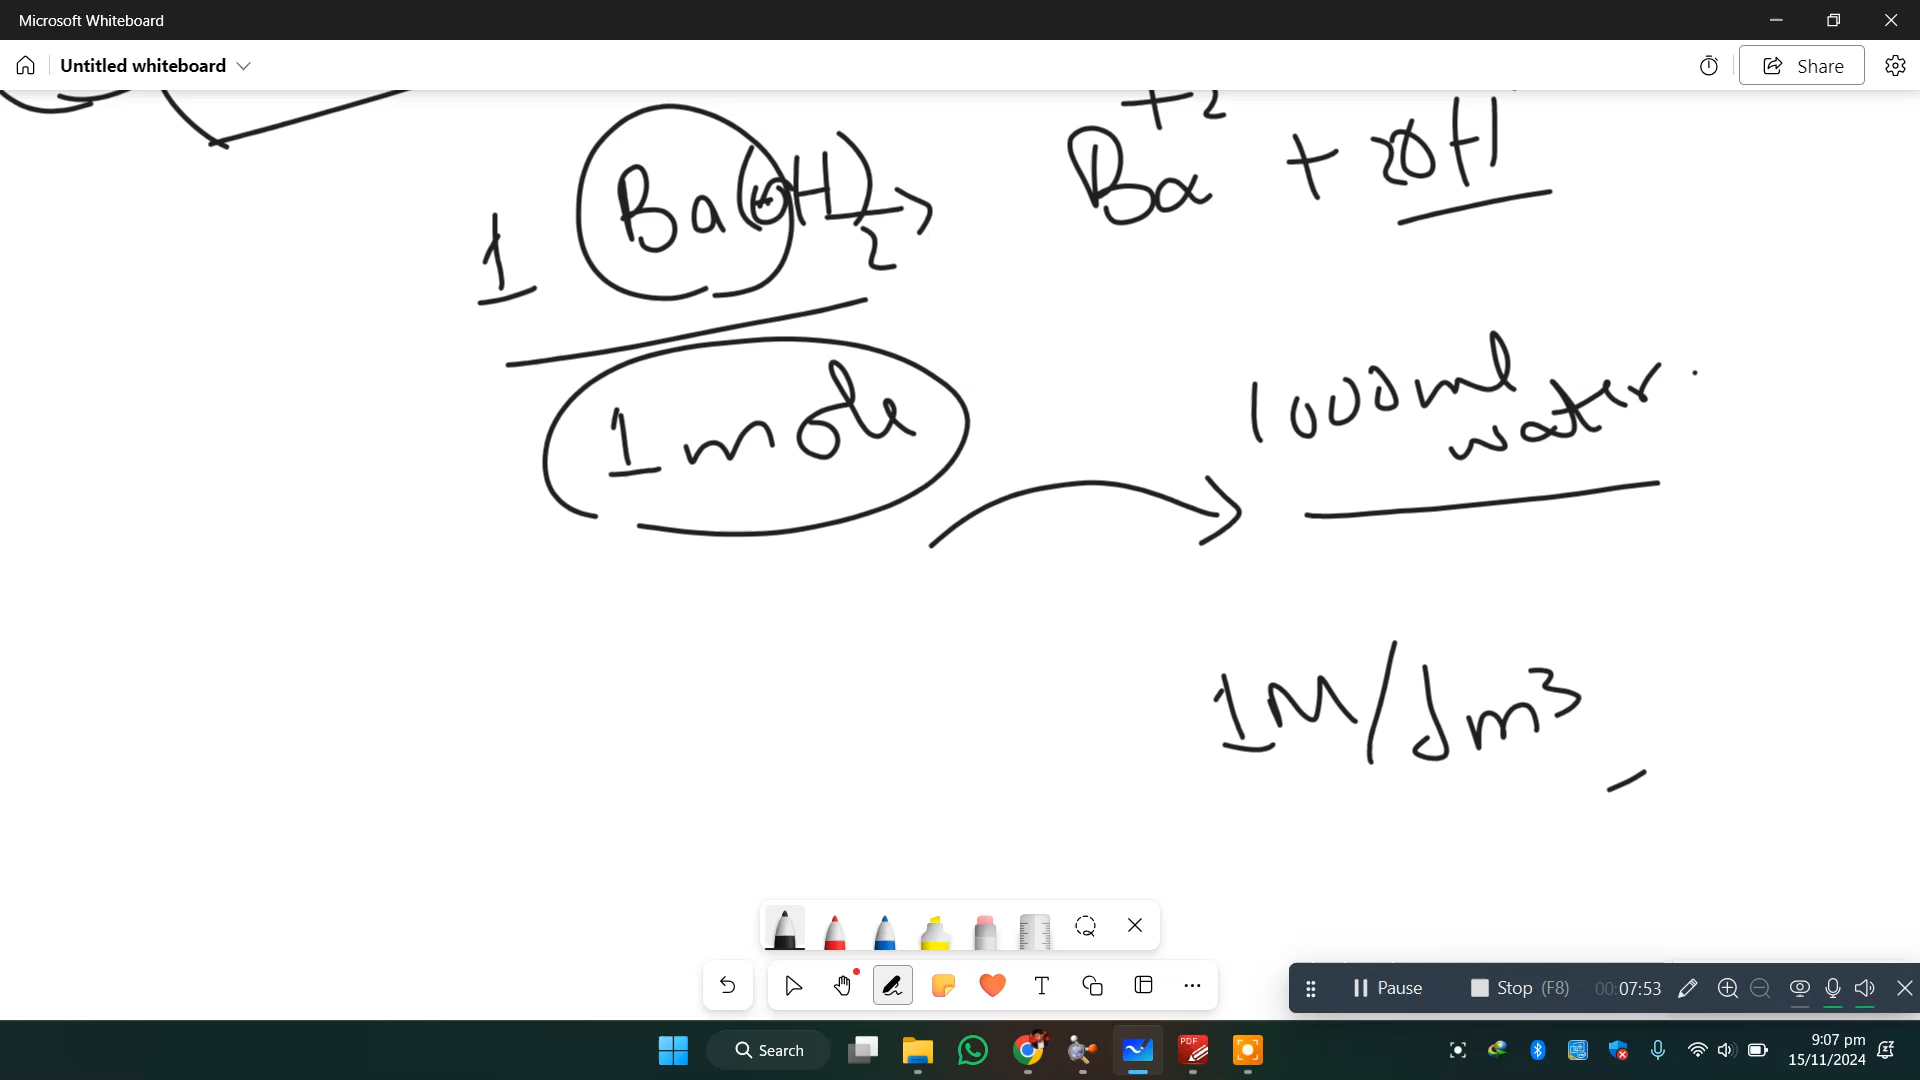 Microsoft Whiteboard
Untitled whiteboard
Share
1 Ba(OH)2 → Ba+2 + 2OH
1 mole
1000ml
water
1M/dm3
Pause
Stop (F8)
00:07:53
Search
PDF
9:07 pm
15/11/2024